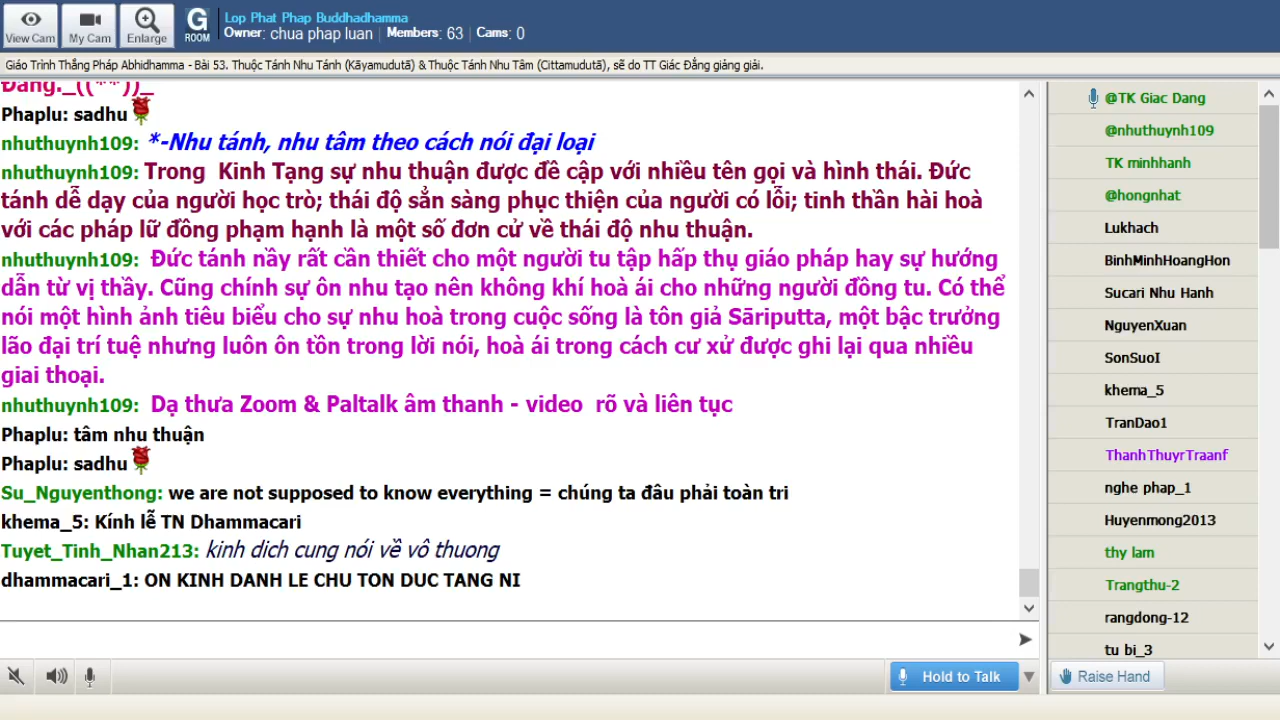 View Cam
My Cam
Enlarge
G
ROOM
Lop Phat Phap Buddhadhamma
Owner: chua phap luan | Members: 63 | Cams: 0
Giáo Trình Thắng Pháp Abhidhamma - Bài 53. Thuộc Tánh Nhu Tánh (Kāyamudutā) & Thuộc Tánh Nhu Tâm (Cittamudutā), sẽ do TT Giác Đẳng giảng giải.
Đăng._((**))_
Phaplu: sadhu
nhuthuynh109: *-Nhu tánh, nhu tâm theo cách nói đại loại
nhuthuynh109: Trong Kinh Tạng sự nhu thuận được đề cập với nhiều tên gọi và hình thái. Đức
tánh dễ dạy của người học trò; thái độ sẳn sàng phục thiện của người có lỗi; tinh thần hài hoà
với các pháp lữ đồng phạm hạnh là một số đơn cử về thái độ nhu thuận.
nhuthuynh109: Đức tánh nầy rất cần thiết cho một người tu tập hấp thụ giáo pháp hay sự hướng
dẫn từ vị thầy. Cũng chính sự ôn nhu tạo nên không khí hoà ái cho những người đồng tu. Có thể
nói một hình ảnh tiêu biểu cho sự nhu hoà trong cuộc sống là tôn giả Sāriputta, một bậc trưởng
lão đại trí tuệ nhưng luôn ôn tồn trong lời nói, hoà ái trong cách cư xử được ghi lại qua nhiều
giai thoại.
nhuthuynh109: Dạ thưa Zoom & Paltalk âm thanh - video rõ và liên tục
Phaplu: tâm nhu thuận
Phaplu: sadhu
Su_Nguyenthong: we are not supposed to know everything = chúng ta đâu phải toàn tri
khema_5: Kính lễ TN Dhammacari
Tuyet_Tinh_Nhan213: kinh dich cung nói về vô thuong
dhammacari_1: ON KINH DANH LE CHU TON DUC TANG NI
Hold to Talk
@TK Giac Dang
@nhuthuynh109
TK minhhanh
@hongnhat
Lukhach
BinhMinhHoangHon
Sucari Nhu Hanh
NguyenXuan
SonSuoI
khema_5
TranDao1
ThanhThuyrTraanf
nghe phap_1
Huyenmong2013
thy lam
Trangthu-2
rangdong-12
tu bi_3
Raise Hand